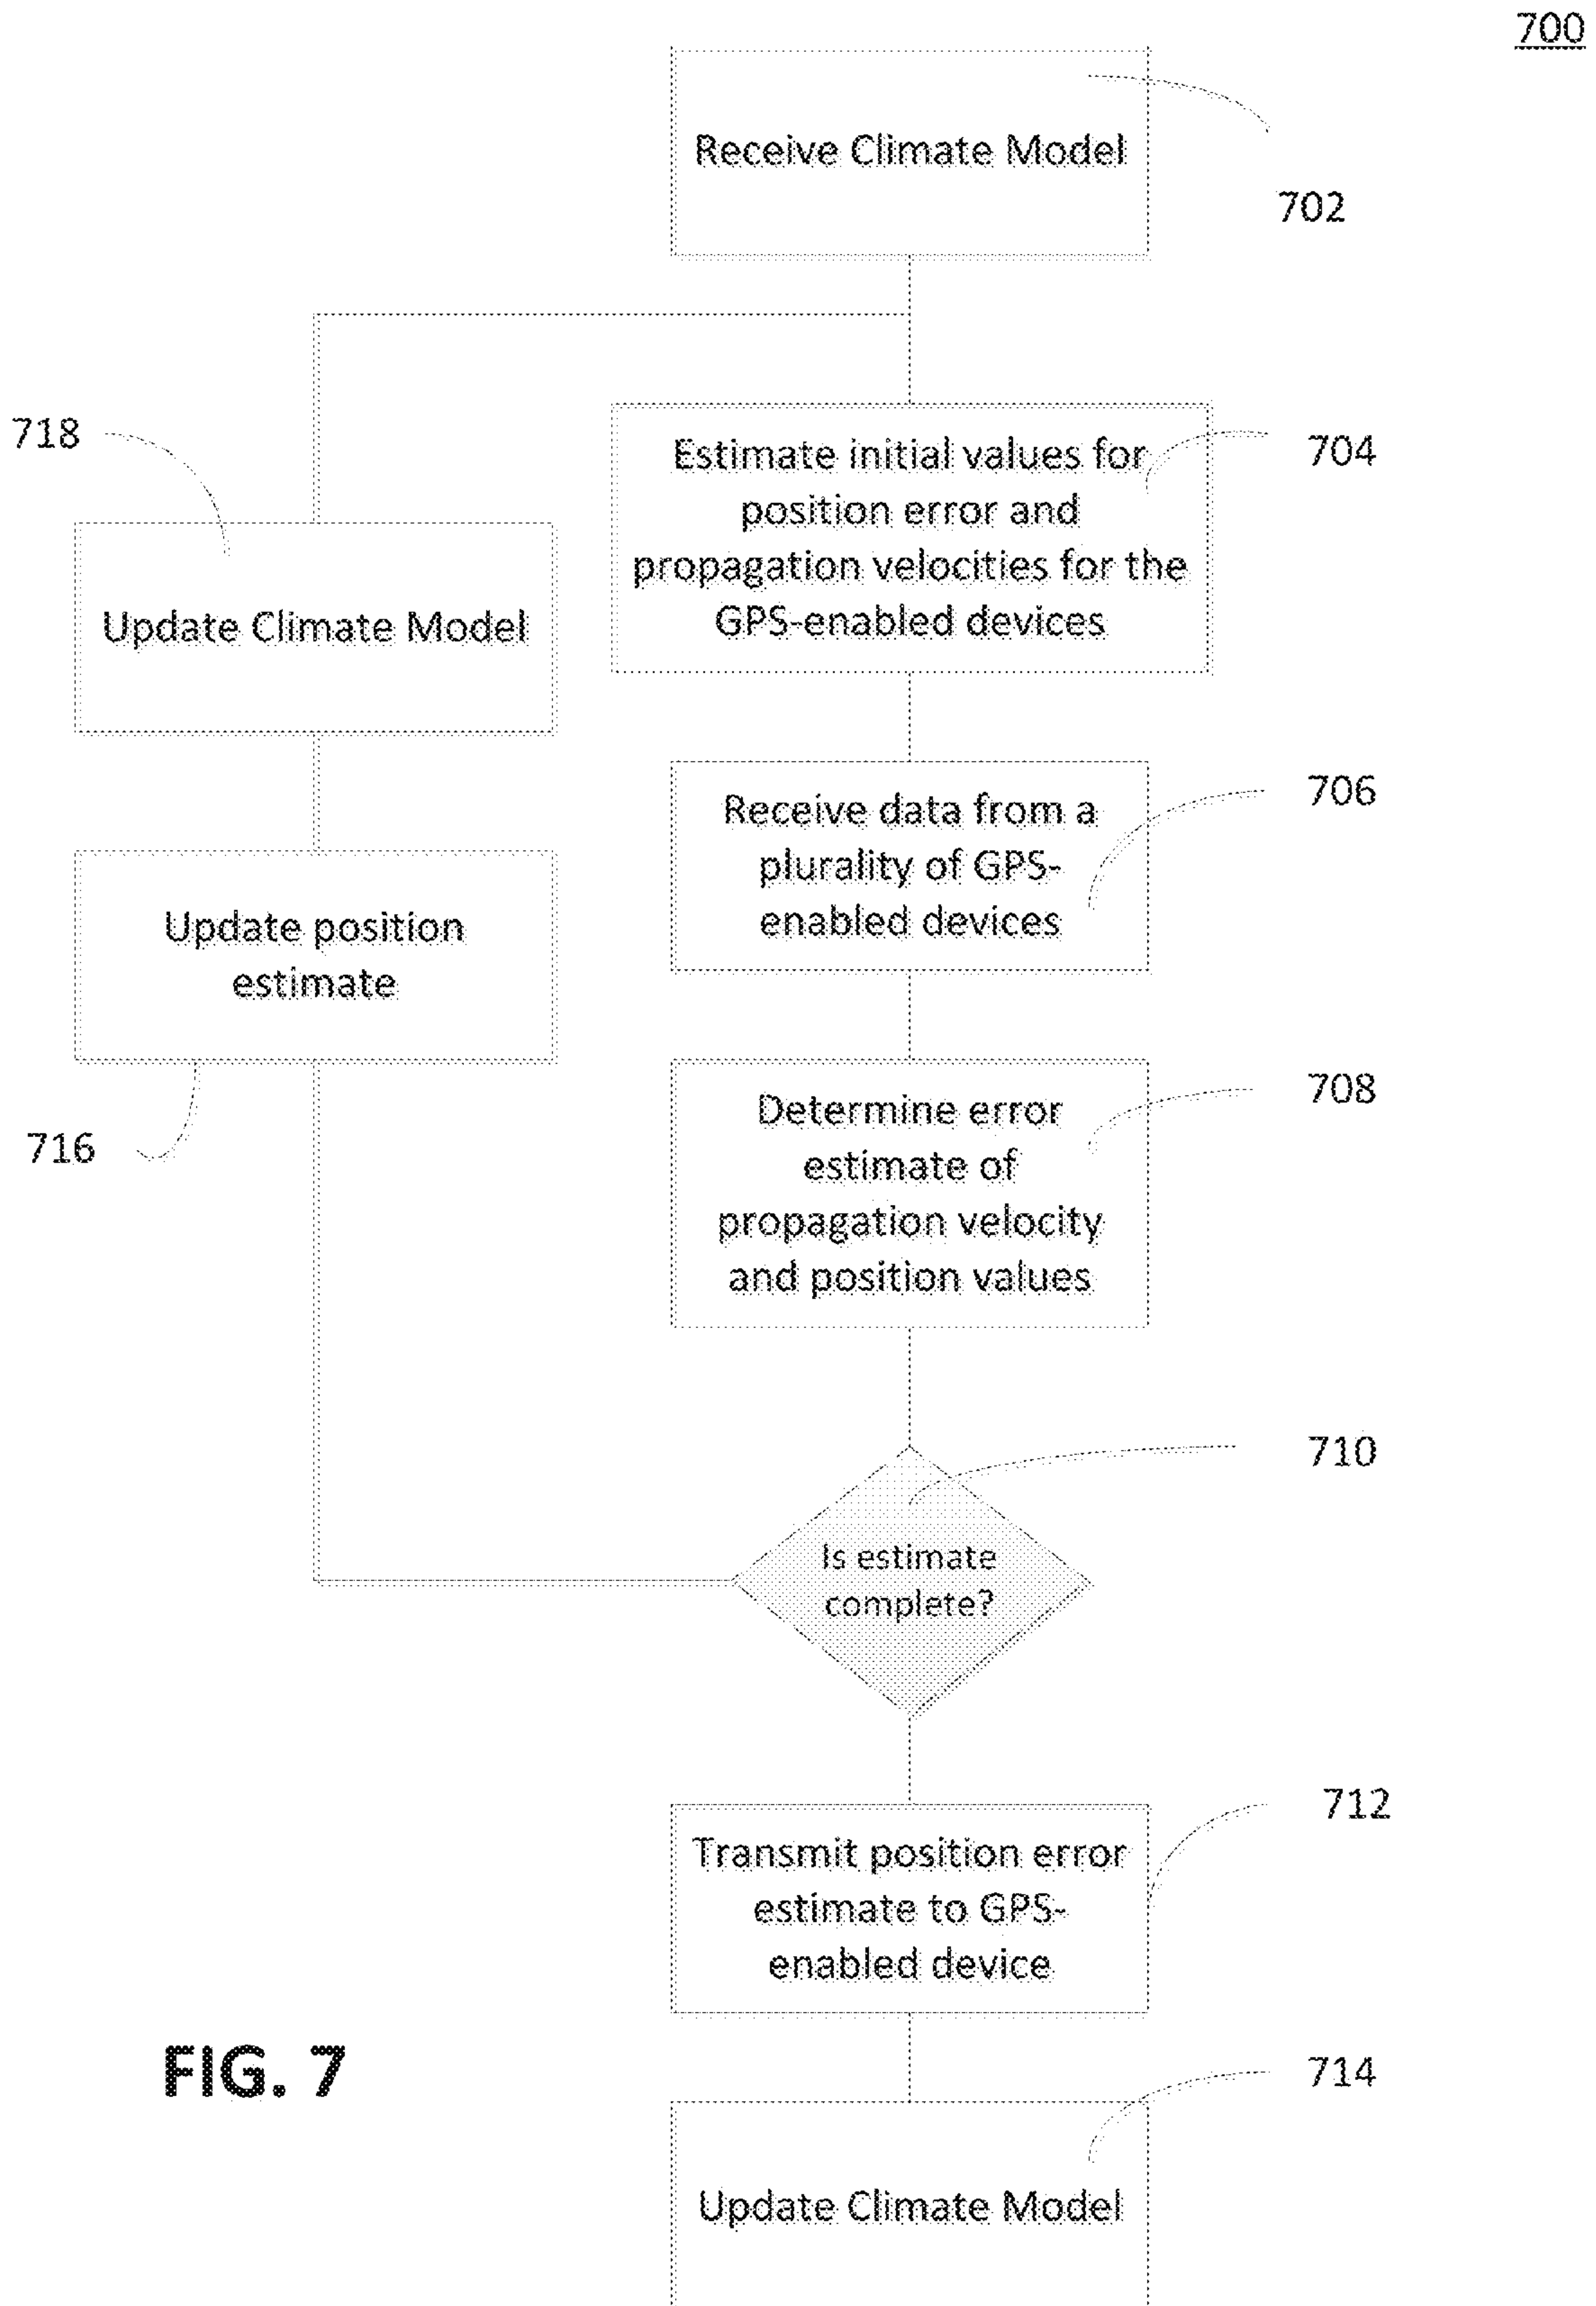 700
Receive Climate Model
702
718
Estimate initial values for
position error and
propagation velocities for the
GPS-enabled devices
704
Update Climate Model
Receive data from a
plurality of GPS-
enabled devices
706
Update position
estimate
716
Determine error
estimate of
propagation velocity
and position values
708
710
Is estimate
complete?
Transmit position error
estimate to GPS-
enabled device
712
FIG. 7
714
Update Climate Model